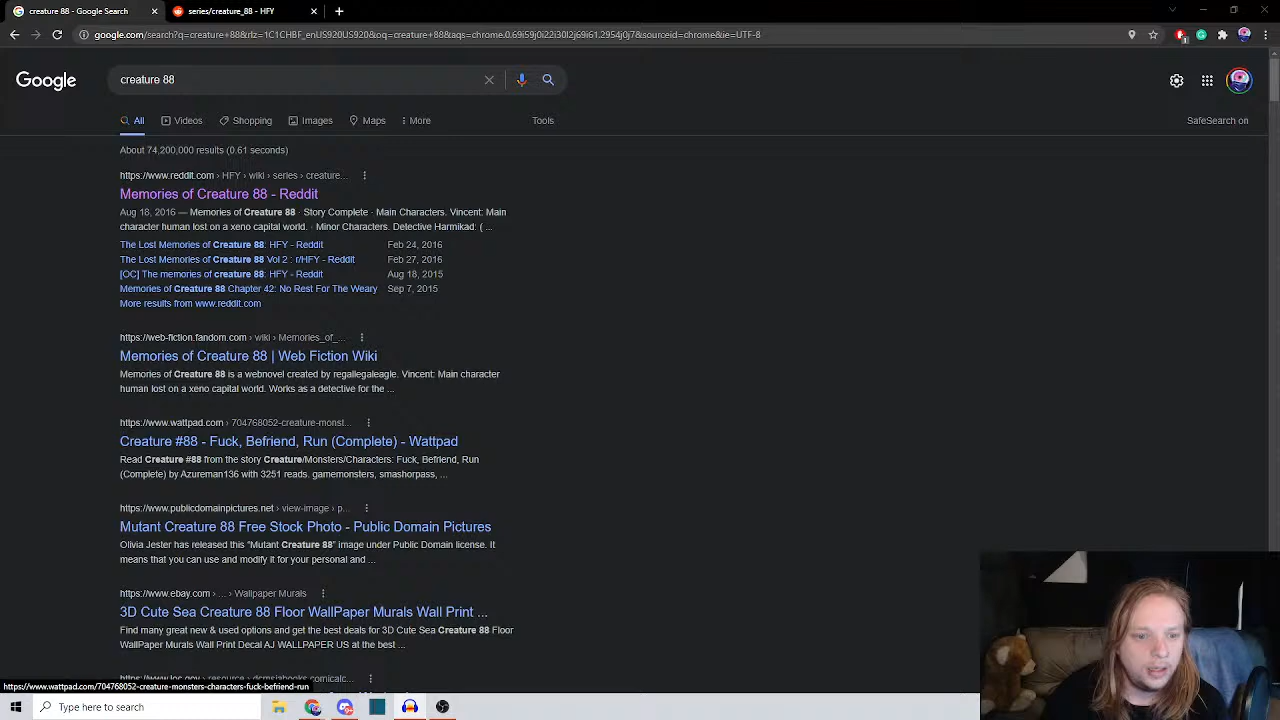 creature 88 - Google Search
series/creature_88 - HFY
google.com/search?q=creature+88&rlz=1C1CHBF_enUS920US920&oq=creature+88&aqs=chrome.0.69i59j0i22i30l2j69i61.2954j0j7&sourceid=chrome&ie=UTF-8
1
Google
creature 88
All
Videos
Shopping
Images
Maps
More
Tools
SafeSearch on
About 74,200,000 results (0.61 seconds)
https://www.reddit.com › HFY › wiki › series › creature...
Memories of Creature 88 - Reddit
Aug 18, 2016 — Memories of Creature 88 · Story Complete · Main Characters. Vincent: Main
character human lost on a xeno capital world. · Minor Characters. Detective Harmikad: ( ...
The Lost Memories of Creature 88: HFY - Reddit Feb 24, 2016
The Lost Memories of Creature 88 Vol 2 : r/HFY - Reddit Feb 27, 2016
[OC] The memories of creature 88: HFY - Reddit Aug 18, 2015
Memories of Creature 88 Chapter 42: No Rest For The Weary Sep 7, 2015
More results from www.reddit.com
https://web-fiction.fandom.com › wiki › Memories_of_...
Memories of Creature 88 | Web Fiction Wiki
Memories of Creature 88 is a webnovel created by regallegaleagle. Vincent: Main character
human lost on a xeno capital world. Works as a detective for the ...
https://www.wattpad.com › 704768052-creature-monst...
Creature #88 - Fuck, Befriend, Run (Complete) - Wattpad
Read Creature #88 from the story Creature/Monsters/Characters: Fuck, Befriend, Run
(Complete) by Azureman136 with 3251 reads. gamemonsters, smashorpass, ...
https://www.publicdomainpictures.net › view-image › p...
Mutant Creature 88 Free Stock Photo - Public Domain Pictures
Olivia Jester has released this “Mutant Creature 88” image under Public Domain license. It
means that you can use and modify it for your personal and ...
https://www.ebay.com › ... › Wallpaper Murals
3D Cute Sea Creature 88 Floor WallPaper Murals Wall Print ...
Find many great new & used options and get the best deals for 3D Cute Sea Creature 88 Floor
WallPaper Murals Wall Print Decal AJ WALLPAPER US at the best ...
https://www.wattpad.com/704768052-creature-monsters-characters-fuck-befriend-run
Type here to search